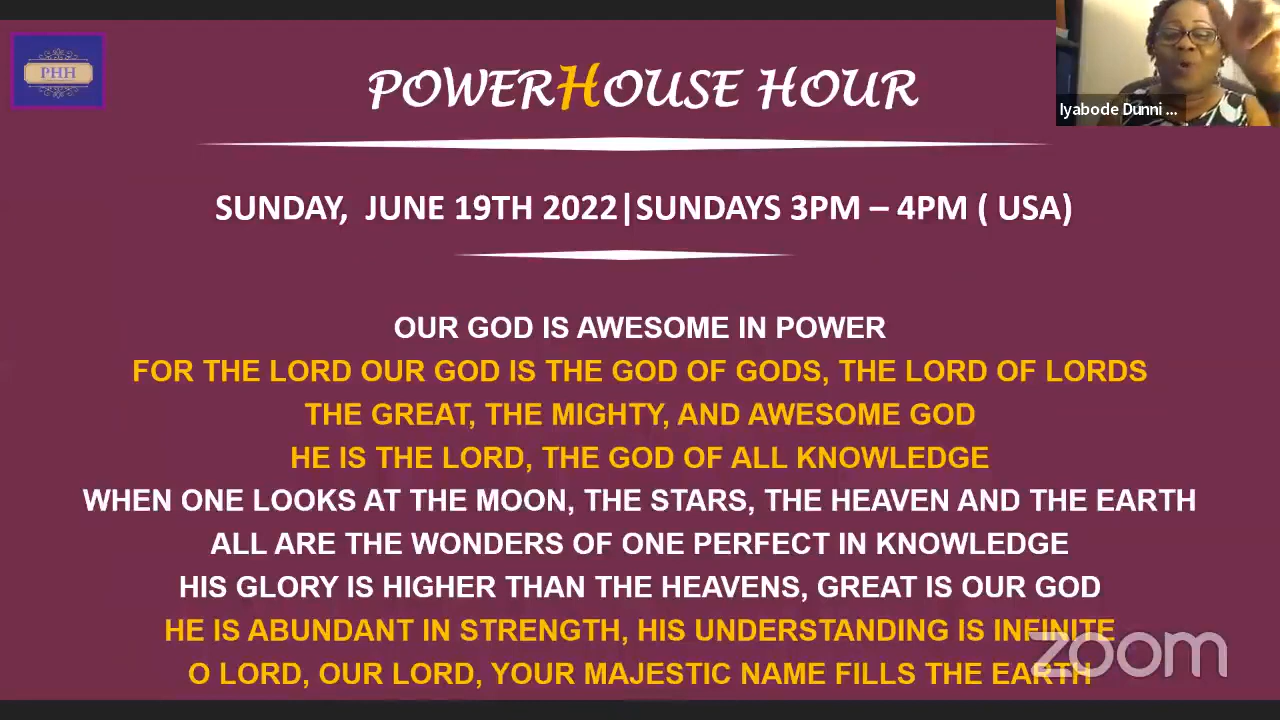 PHH
POWERHOUSE HOUR
Iyabode Dunni ...
SUNDAY, JUNE 19TH 2022|SUNDAYS 3PM – 4PM ( USA)
OUR GOD IS AWESOME IN POWER
FOR THE LORD OUR GOD IS THE GOD OF GODS, THE LORD OF LORDS
THE GREAT, THE MIGHTY, AND AWESOME GOD
HE IS THE LORD, THE GOD OF ALL KNOWLEDGE
WHEN ONE LOOKS AT THE MOON, THE STARS, THE HEAVEN AND THE EARTH
ALL ARE THE WONDERS OF ONE PERFECT IN KNOWLEDGE
HIS GLORY IS HIGHER THAN THE HEAVENS, GREAT IS OUR GOD
HE IS ABUNDANT IN STRENGTH, HIS UNDERSTANDING IS INFINITE
O LORD, OUR LORD, YOUR MAJESTIC NAME FILLS THE EARTH
zoom